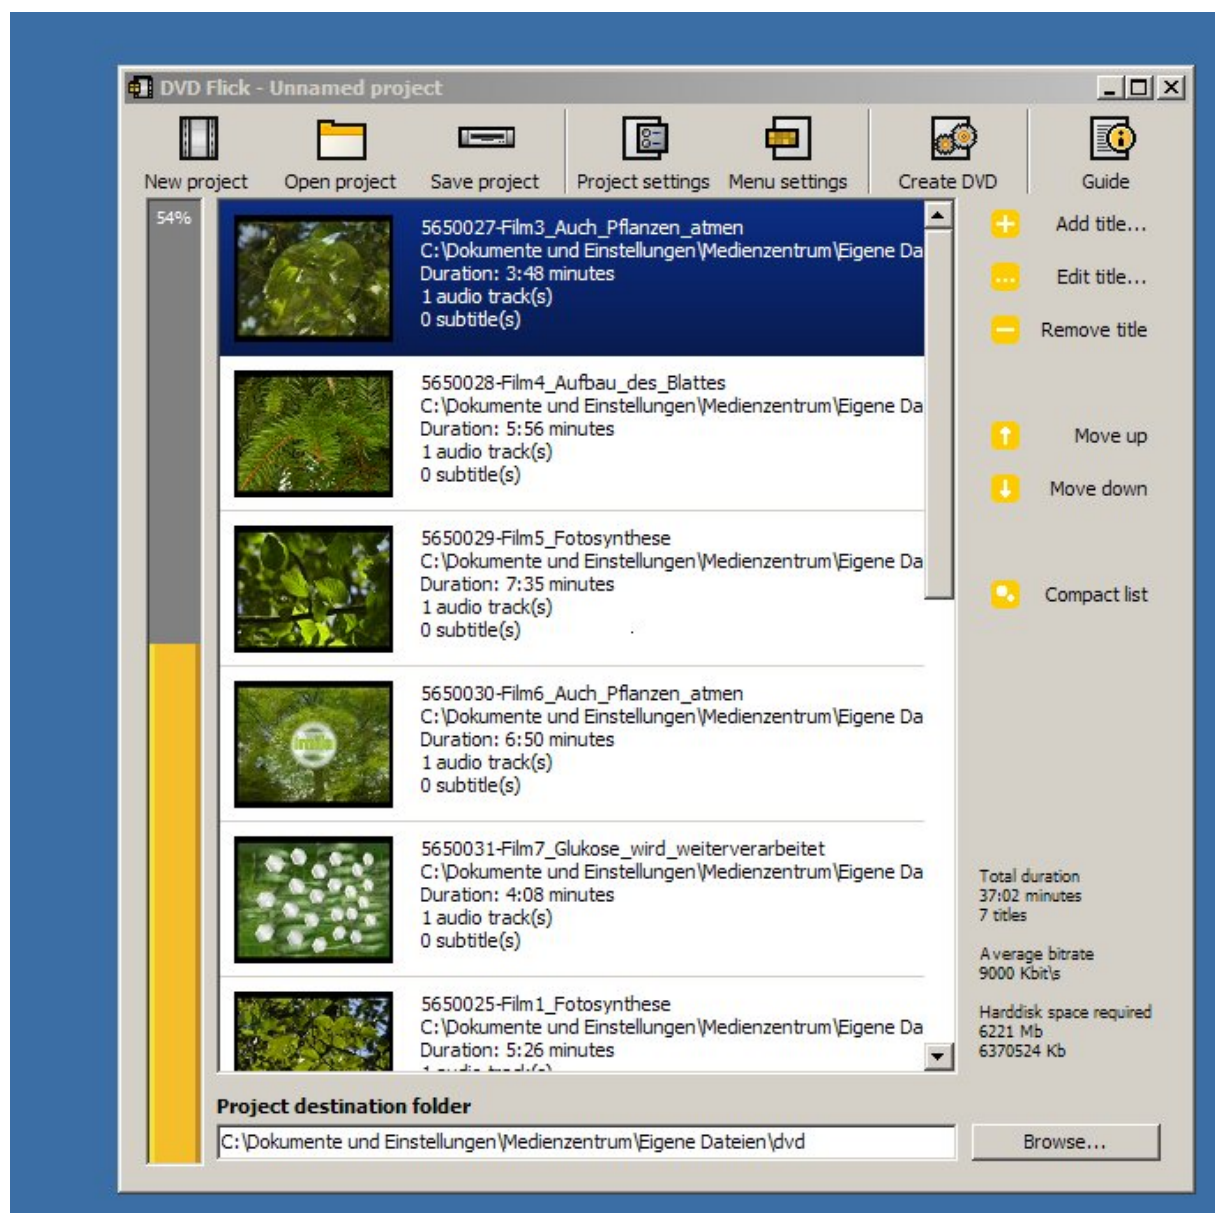 DVD Flick - Unnamed project
New project
Open project
Save project
Project settings
Menu settings
Create DVD
Guide
54%
5650027-Film3_Auch_Pflanzen_atmen
C:\Dokumente und Einstellungen\Medienzentrum\Eigene Da
Duration: 3:48 minutes
1 audio track(s)
0 subtitle(s)
5650028-Film4_Aufbau_des_Blattes
C:\Dokumente und Einstellungen\Medienzentrum\Eigene Da
Duration: 5:56 minutes
1 audio track(s)
0 subtitle(s)
5650029-Film5_Fotosynthese
C:\Dokumente und Einstellungen\Medienzentrum\Eigene Da
Duration: 7:35 minutes
1 audio track(s)
0 subtitle(s)
5650030-Film6_Auch_Pflanzen_atmen
C:\Dokumente und Einstellungen\Medienzentrum\Eigene Da
Duration: 6:50 minutes
1 audio track(s)
0 subtitle(s)
5650031-Film7_Glukose_wird_weiterverarbeitet
C:\Dokumente und Einstellungen\Medienzentrum\Eigene Da
Duration: 4:08 minutes
1 audio track(s)
0 subtitle(s)
5650025-Film1_Fotosynthese
C:\Dokumente und Einstellungen\Medienzentrum\Eigene Da
Duration: 5:26 minutes
1 audio track(s)
Add title...
Edit title...
Remove title
Move up
Move down
Compact list
Total duration
37:02 minutes
7 titles
Average bitrate
9000 Kbit\s
Harddisk space required
6221 Mb
6370524 Kb
Project destination folder
C:\Dokumente und Einstellungen\Medienzentrum\Eigene Dateien\dvd
Browse...